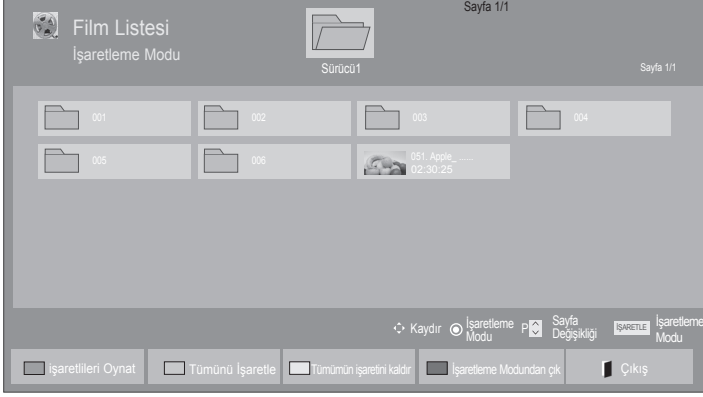 Sayfa 1/1
Film Listesi
İşaretleme Modu
Sürücü1
Sayfa 1/1
001
002
003
004
005
006
051. Apple_ ......
02:30:25
Kaydır
İşaretleme
Modu
P
Sayfa
Değişikliği
İŞARETLE
İşaretleme
Modu
işaretlileri Oynat
Tümünü İşaretle
Tümümün işaretini kaldır
İşaretleme Modundan çık
Çıkış